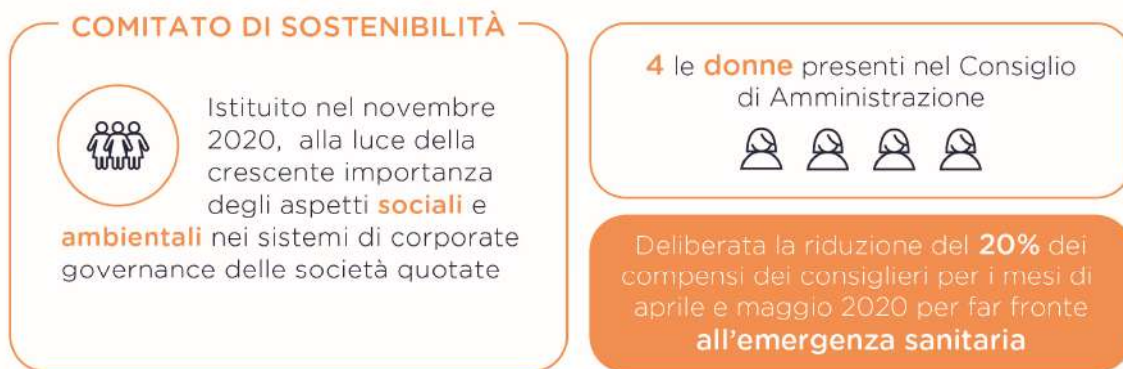 COMITATO DI SOSTENIBILITÀ
Istituito nel novembre
2020, alla luce della
crescente importanza
degli aspetti sociali e
ambientali nei sistemi di corporate
governance delle società quotate
4 le donne presenti nel Consiglio
di Amministrazione
Deliberata la riduzione del 20% dei
compensi dei consiglieri per i mesi di
aprile e maggio 2020 per far fronte
all'emergenza sanitaria